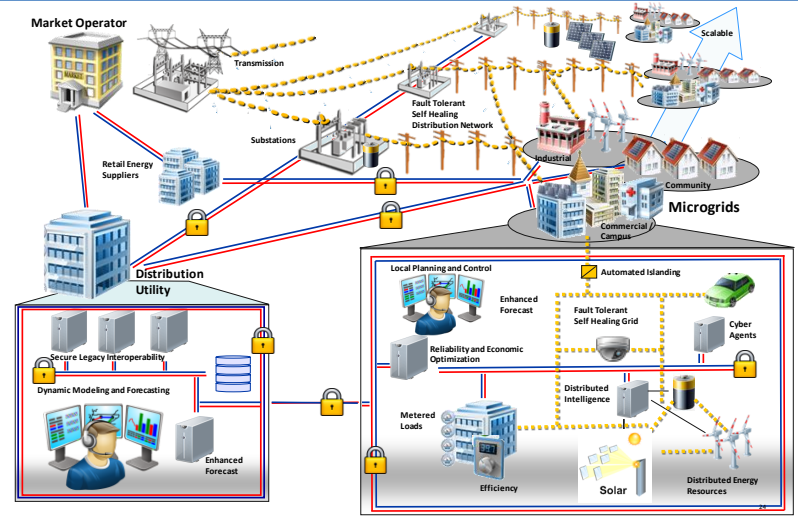 Market Operator
MARKET
Transmission
Scalable
Fault Tolerant
Self Healing
Distribution Network
Substations
Retail Energy
Suppliers
Industrial
Community
Microgrids
Commercial /
Campus
Distribution
Utility
Local Planning and Control
Automated Islanding
Enhanced
Forecast
Fault Tolerant
Self Healing Grid
Cyber
Agents
Secure Legacy Interoperability
Reliability and Economic
Optimization
Dynamic Modeling and Forecasting
Distributed
Intelligence
Metered
Loads
Enhanced
Forecast
Efficiency
Solar
Distributed Energy
Resources
24